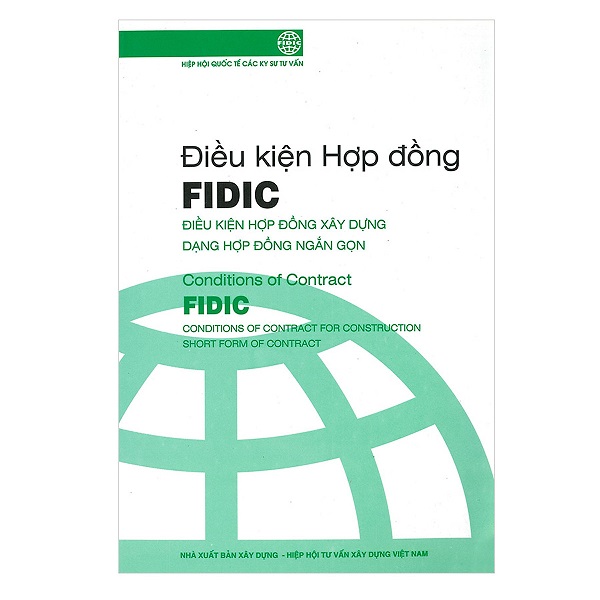 FIDIC
HIỆP HỘI QUỐC TẾ CÁC KỸ SƯ TƯ VẤN
Điều kiện Hợp đồng
FIDIC
ĐIỀU KIỆN HỢP ĐỒNG XÂY DỰNG
DẠNG HỢP ĐỒNG NGẮN GỌN
Conditions of Contract
FIDIC
CONDITIONS OF CONTRACT FOR CONSTRUCTION
SHORT FORM OF CONTRACT
NHÀ XUẤT BẢN XÂY DỰNG - HIỆP HỘI TƯ VẤN XÂY DỰNG VIỆT NAM